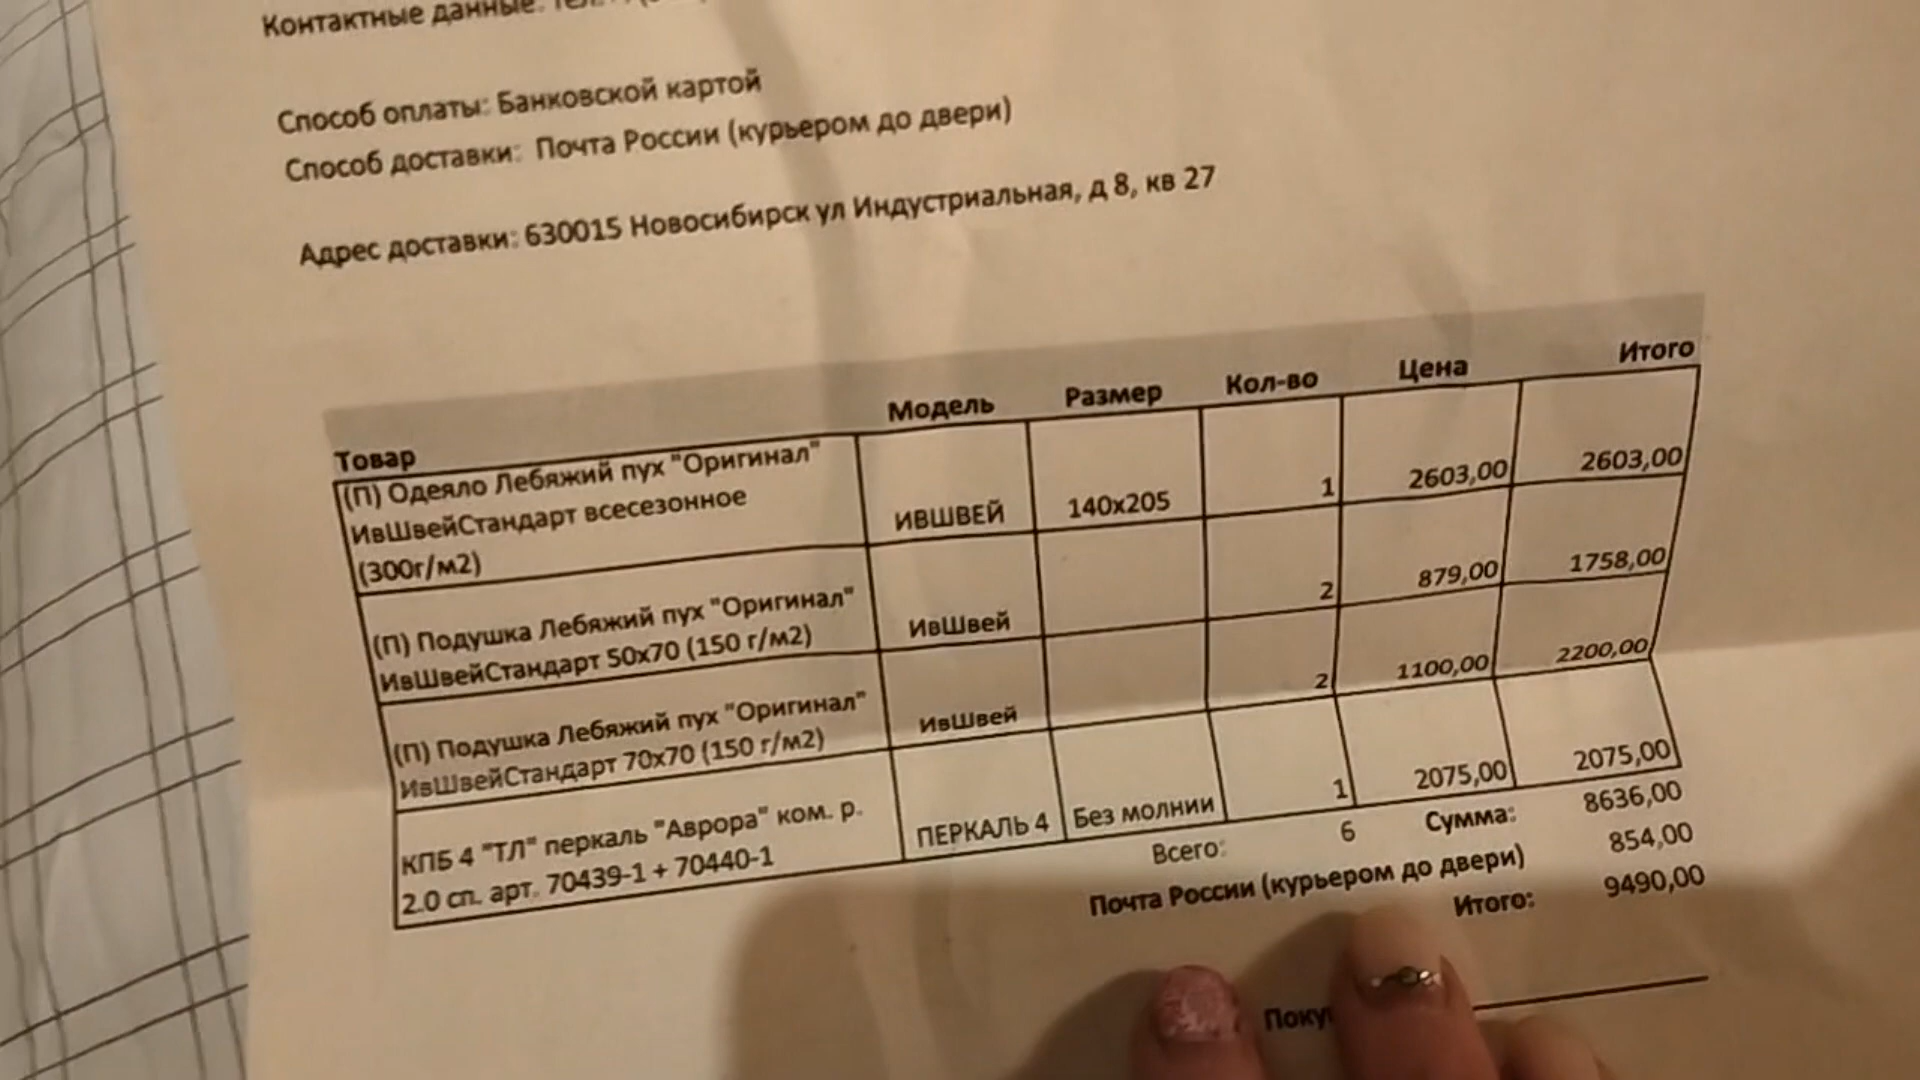 Контактные данные: тел.:
Способ оплаты: Банковской картой
Способ доставки: Почта России (курьером до двери)
Адрес доставки: 630015 Новосибирск ул Индустриальная, д 8, кв 27
Товар Модель Размер Кол-во Цена Итого
(П) Одеяло Лебяжий пух "Оригинал"
ИвШвейСтандарт всесезонное
(300г/м2) ИВШВЕЙ 140х205 1 2603,00 2603,00
(П) Подушка Лебяжий пух "Оригинал"
ИвШвейСтандарт 50х70 (150 г/м2) ИвШвей 2 879,00 1758,00
(П) Подушка Лебяжий пух "Оригинал"
ИвШвейСтандарт 70х70 (150 г/м2) ИвШвей 2 1100,00 2200,00
КПБ 4 "ТЛ" перкаль "Аврора" ком. р.
2.0 сп. арт. 70439-1 + 70440-1 ПЕРКАЛЬ 4 Без молнии 1 2075,00 2075,00
Всего: 6 Сумма: 8636,00
Почта России (курьером до двери) 854,00
Итого: 9490,00